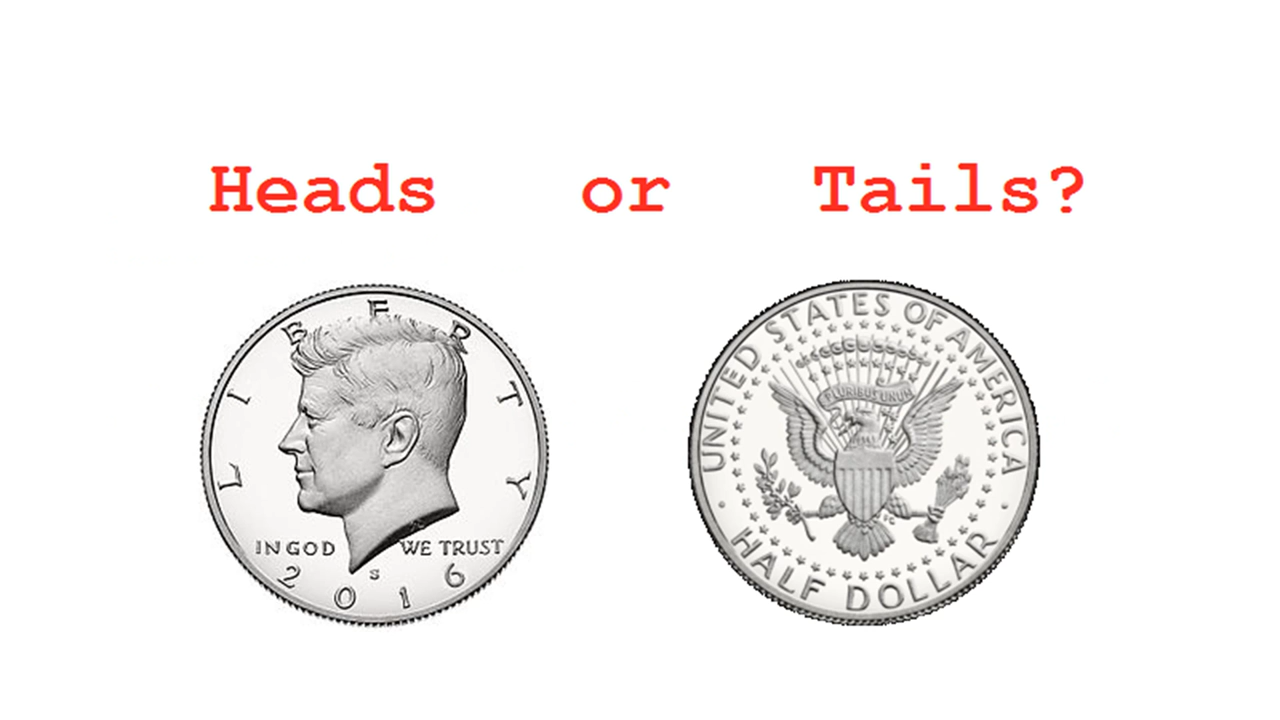 Heads or Tails?
LIBERTY
IN GOD WE TRUST
S
2016
UNITED STATES OF AMERICA
PLURIBUS UNUM
HALF DOLLAR